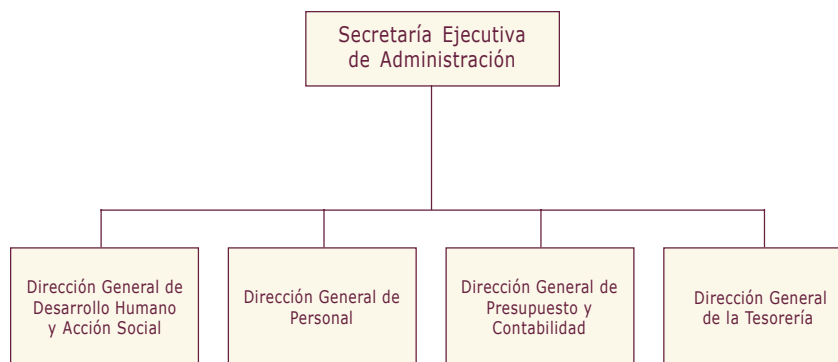 Secretaría Ejecutiva
de Administración
Dirección General de
Desarrollo Humano
y Acción Social
Dirección General de
Personal
Dirección General de
Presupuesto y
Contabilidad
Dirección General
de la Tesorería